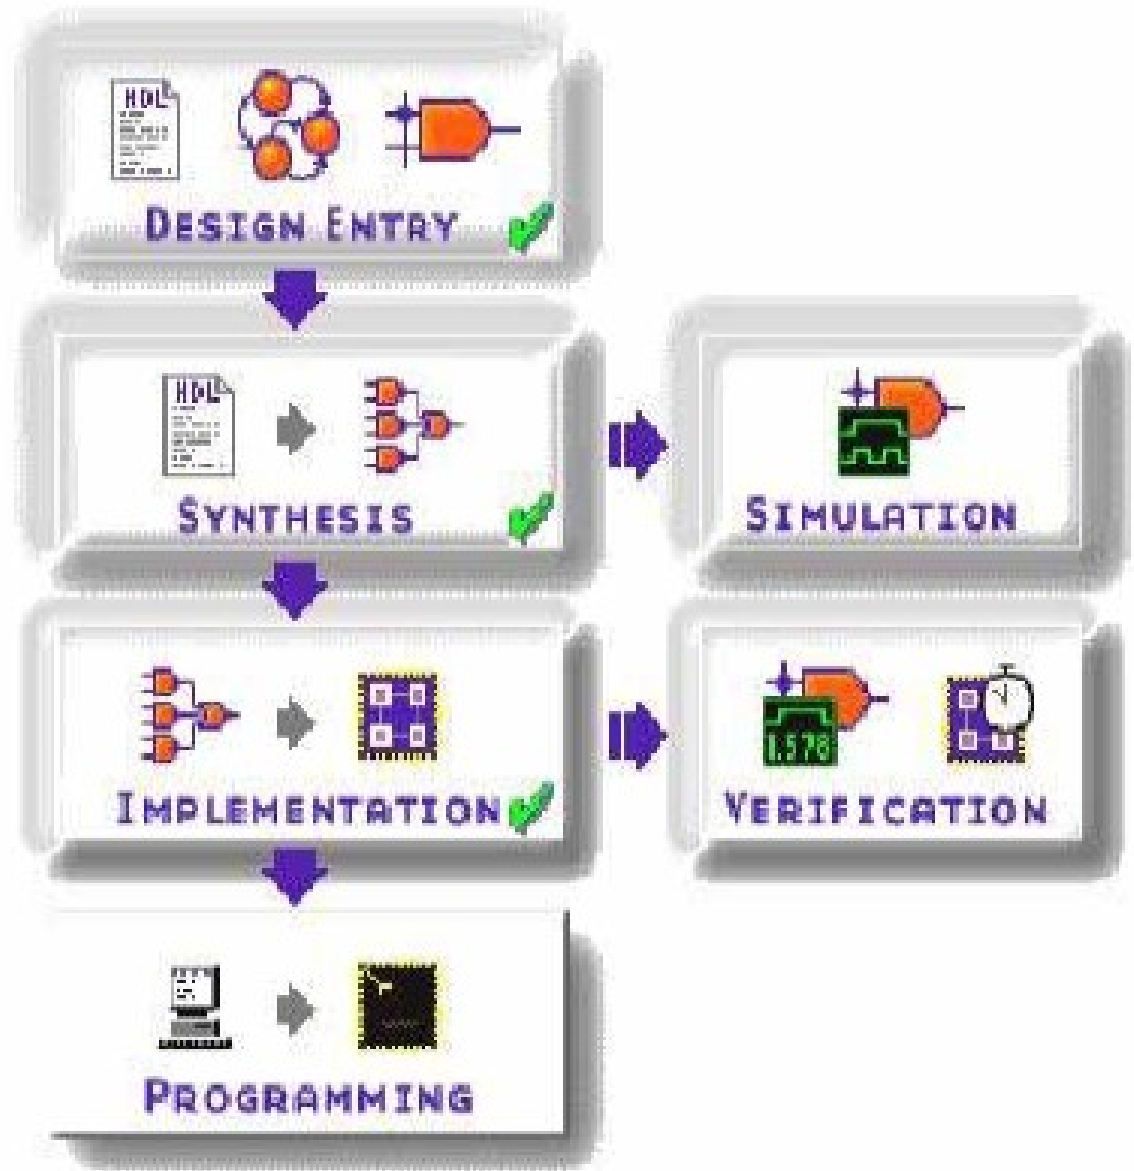 HDL
DESIGN ENTRY
HDL
SYNTHESIS
SIMULATION
IMPLEMENTATION
1.578
VERIFICATION
PROGRAMMING